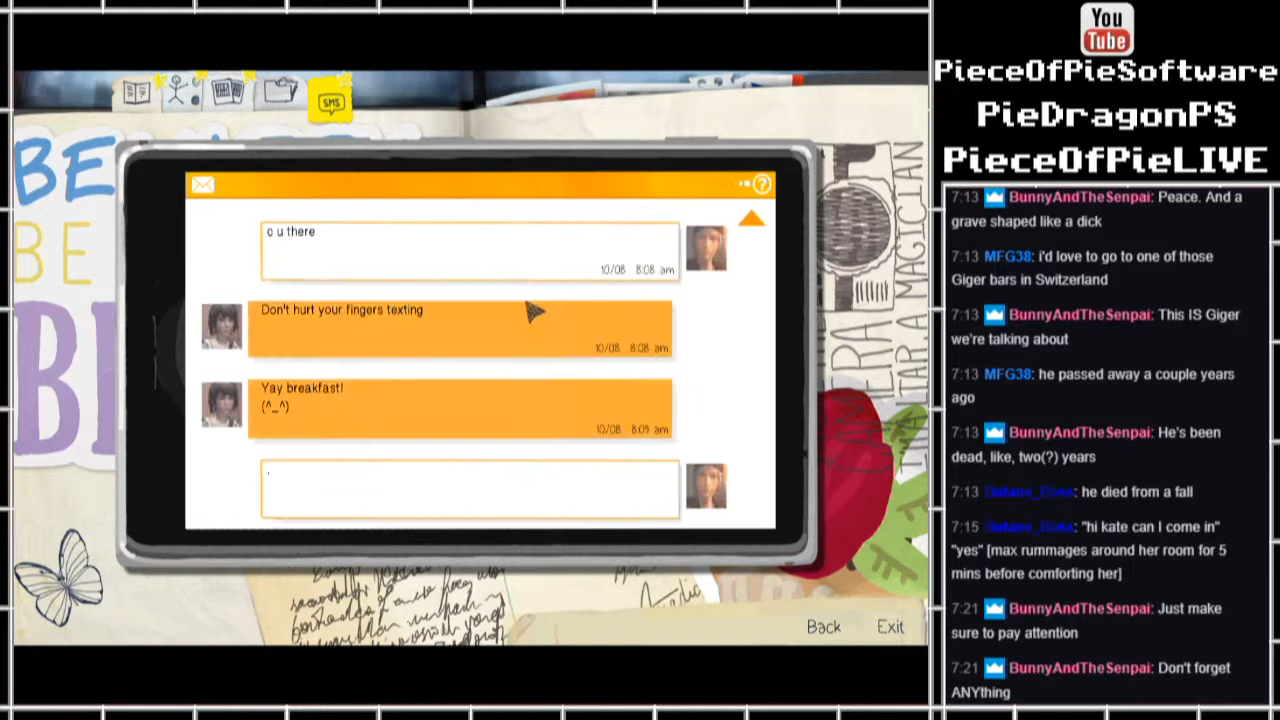 SMS
BE
BE
c u there
10/08 8:08 am
Don't hurt your fingers texting
10/08 8:08 am
Yay breakfast!
(^_^)
10/08 8:09 am
.
MAGICIAN
Back Exit
You
Tube
PieceOfPieSoftware
PieDragonPS
PieceOfPieLIVE
7:13 BunnyAndTheSenpai: Peace. And a
grave shaped like a dick
7:13 MFG38: i'd love to go to one of those
Giger bars in Switzerland
7:13 BunnyAndTheSenpai: This IS Giger
we're talking about
7:13 MFG38: he passed away a couple years
ago
7:13 BunnyAndTheSenpai: He's been
dead, like, two(?) years
7:13 : he died from a fall
7:15 : "hi kate can I come in"
"yes" [max rummages around her room for 5
mins before comforting her]
7:21 BunnyAndTheSenpai: Just make
sure to pay attention
7:21 BunnyAndTheSenpai: Don't forget
ANYthing